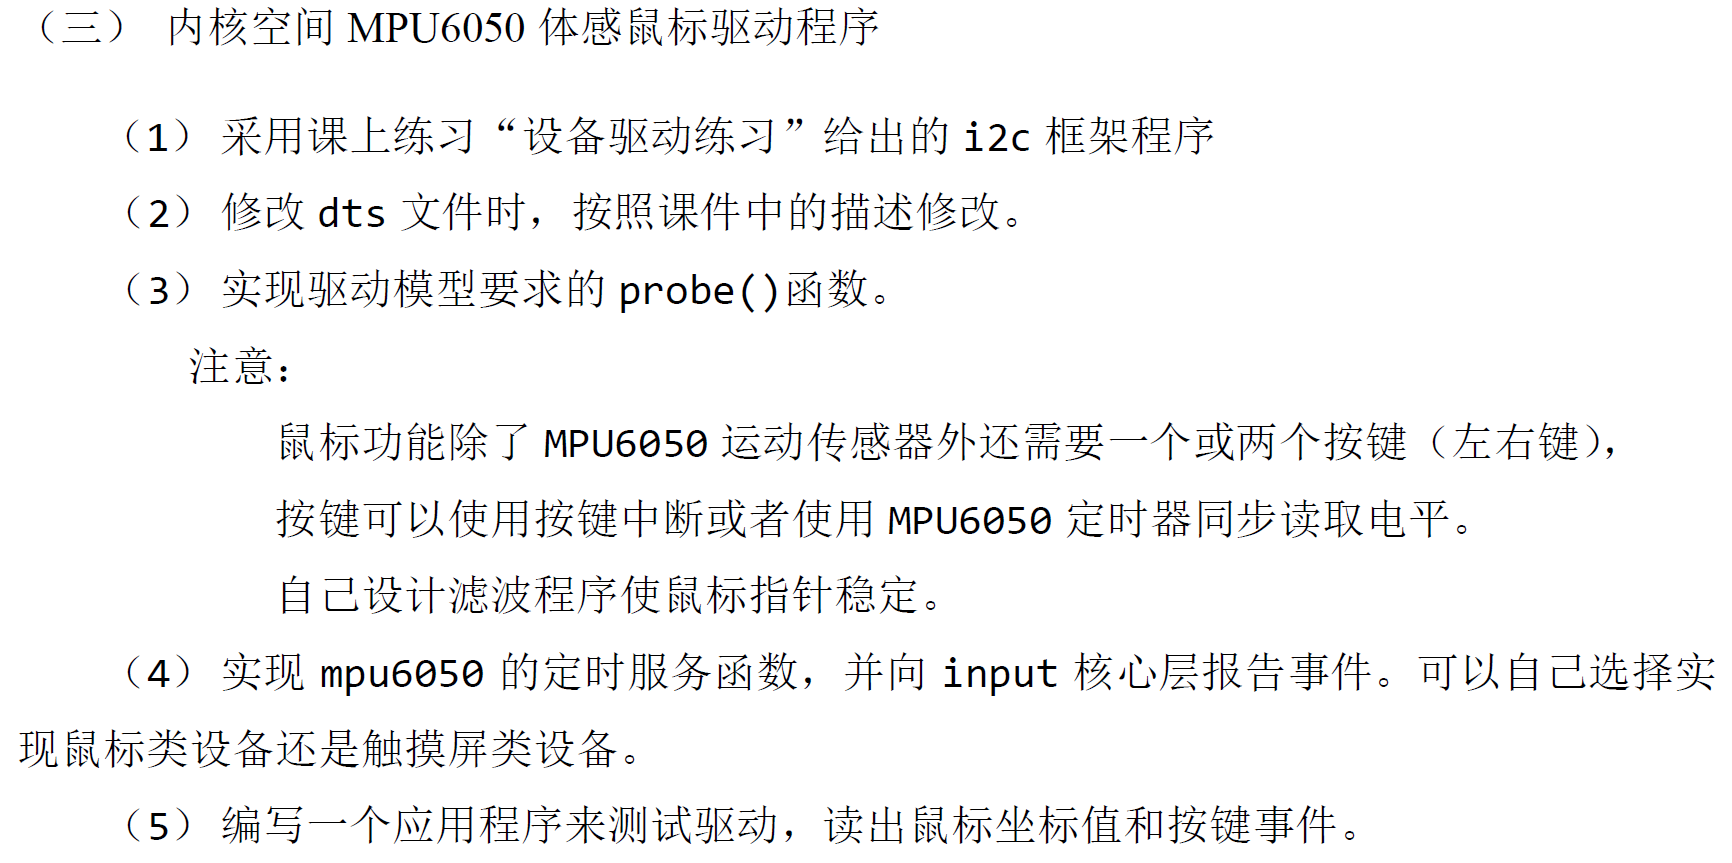 （三） 内核空间 MPU6050 体感鼠标驱动程序
（1） 采用课上练习“设备驱动练习”给出的 i2c 框架程序
（2） 修改 dts 文件时，按照课件中的描述修改。
（3） 实现驱动模型要求的 probe()函数。
注意：
鼠标功能除了 MPU6050 运动传感器外还需要一个或两个按键（左右键），
按键可以使用按键中断或者使用 MPU6050 定时器同步读取电平。
自己设计滤波程序使鼠标指针稳定。
（4） 实现 mpu6050 的定时服务函数，并向 input 核心层报告事件。可以自己选择实
现鼠标类设备还是触摸屏类设备。
（5） 编写一个应用程序来测试驱动，读出鼠标坐标值和按键事件。